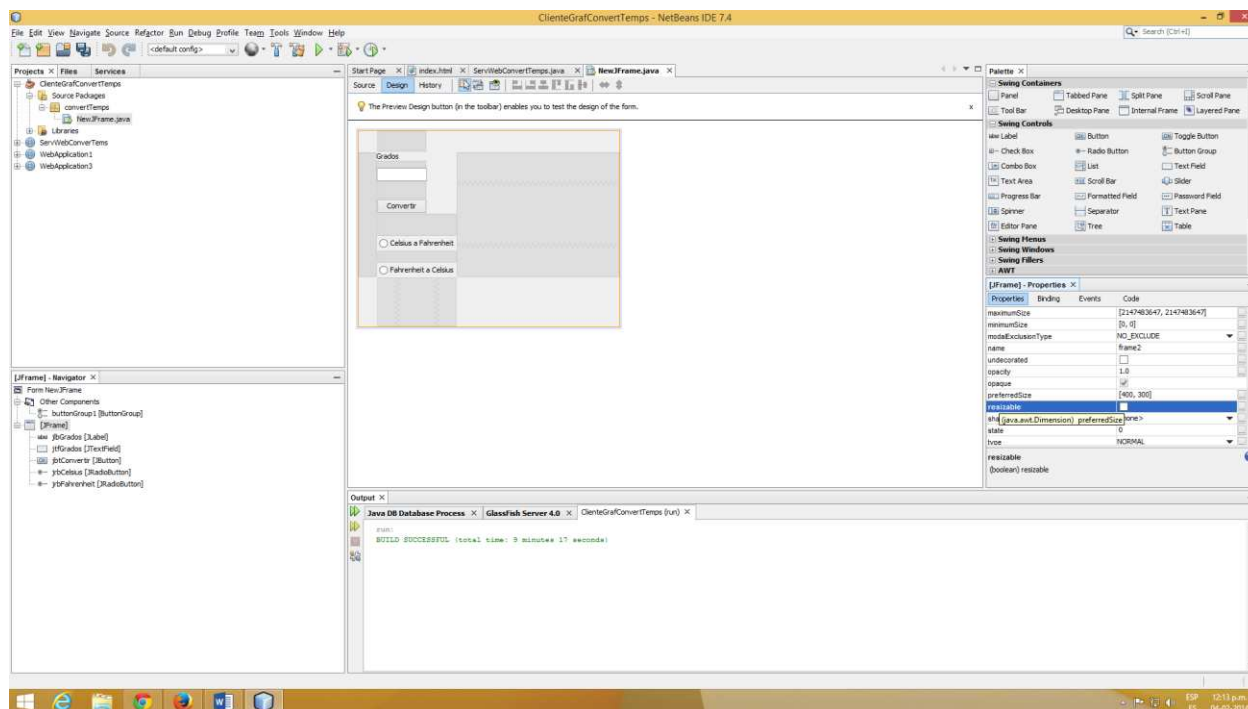 ClienteGrafConvertTemps - NetBeans IDE 7.4
File Edit View Navigate Source Refactor Run Debug Profile Team Tools Window Help
Search (Ctrl+I)
<default config>
Projects Files Services
ClienteGrafConvertTemps
Source Packages
convertTemps
NewJFrame.java
Libraries
ServWebConverTems
WebApplication1
WebApplication3
Start Page index.html ServWebConvertTemps.java NewJFrame.java
Source Design History
The Preview Design button (in the toolbar) enables you to test the design of the form.
Grados
Convertir
Celsius a Fahrenheit
Fahrenheit a Celsius
Palette
Swing Containers
Panel Tabbed Pane Split Pane Scroll Pane
Tool Bar Desktop Pane Internal Frame Layered Pane
Swing Controls
Label Button Toggle Button
Check Box Radio Button Button Group
Combo Box List Text Field
Text Area Scroll Bar Slider
Progress Bar Formatted Field Password Field
Spinner Separator Text Pane
Editor Pane Tree Table
Swing Menus
Swing Windows
Swing Fillers
AWT
[JFrame] - Properties
Properties Binding Events Code
maximumSize [2147483647, 2147483647]
minimumSize [0, 0]
modalExclusionType NO_EXCLUDE
name frame2
undecorated
opacity 1.0
opaque
preferredSize [400, 300]
resizable
(java.awt.Dimension) preferredSize
state 0
type NORMAL
resizable
(boolean) resizable
[JFrame] - Navigator
Form NewJFrame
Other Components
buttonGroup1 [ButtonGroup]
[JFrame]
jlbGrados [JLabel]
jtfGrados [JTextField]
jbtConvertir [JButton]
jrbCelsius [JRadioButton]
jrbFahrenheit [JRadioButton]
Output
Java DB Database Process GlassFish Server 4.0 ClienteGrafConvertTemps (run)
run:
BUILD SUCCESSFUL (total time: 9 minutes 17 seconds)
ESP 12:13 p.m.